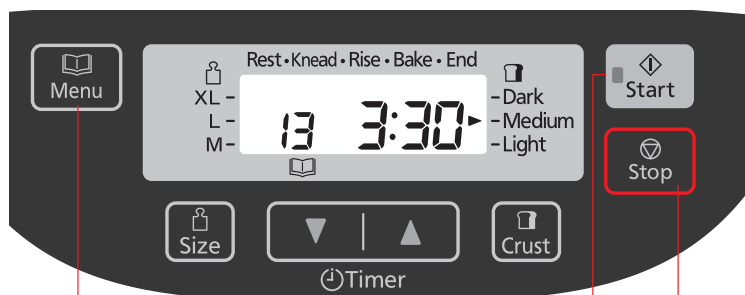 Menu
Rest • Knead • Rise • Bake • End
XL –
L –
M –
13 3:30
– Dark
– Medium
– Light
Start
Stop
Size
Crust
Timer